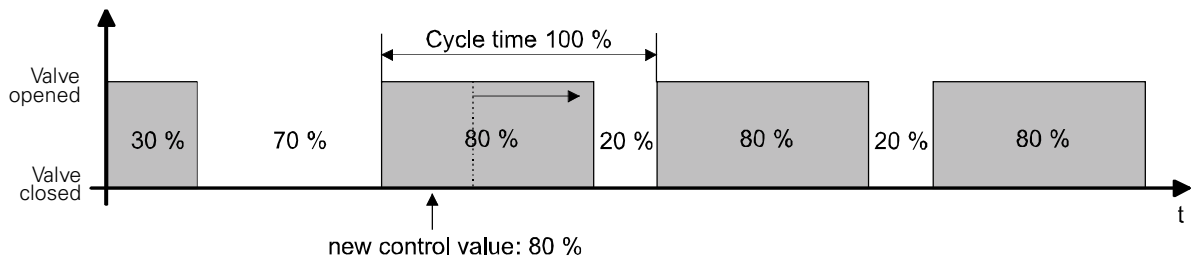 Cycle time 100 %
Valve
opened
30 %
70 %
80 %
20 %
80 %
20 %
80 %
Valve
closed
t
new control value: 80 %